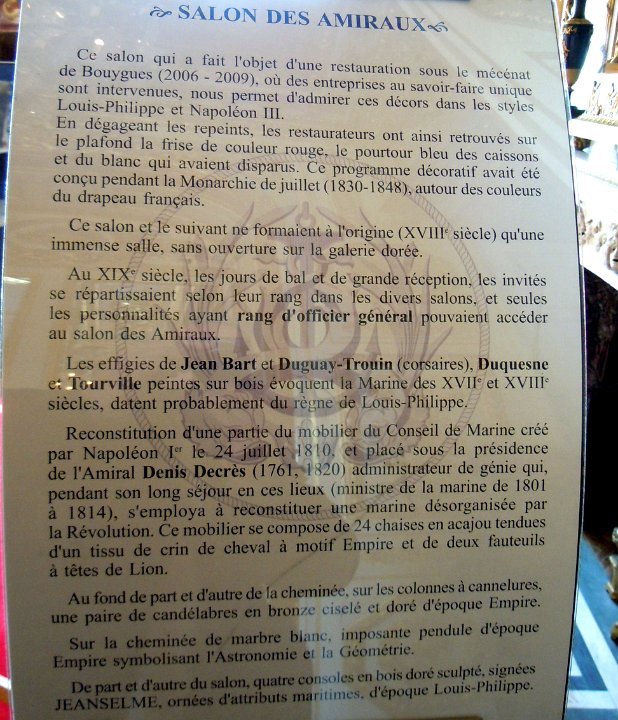 SALON DES AMIRAUX
Ce salon qui a fait l'objet d'une restauration sous le mécénat
de Bouygues (2006 - 2009), où des entreprises au savoir-faire unique
sont intervenues, nous permet d'admirer ces décors dans les styles
Louis-Philippe et Napoléon III.
En dégageant les repeints, les restaurateurs ont ainsi retrouvés sur
le plafond la frise de couleur rouge, le pourtour bleu des caissons
et du blanc qui avaient disparus. Ce programme décoratif avait été
conçu pendant la Monarchie de juillet (1830-1848), autour des couleurs
du drapeau français.
Ce salon et le suivant ne formaient à l'origine (XVIIIe siècle) qu'une
immense salle, sans ouverture sur la galerie dorée.
Au XIXe siècle, les jours de bal et de grande réception, les invités
se répartissaient selon leur rang dans les divers salons, et seules
les personnalités ayant rang d'officier général pouvaient accéder
au salon des Amiraux.
Les effigies de Jean Bart et Duguay-Trouin (corsaires), Duquesne
et Tourville peintes sur bois évoquent la Marine des XVIIe et XVIIIe
siècles, datent probablement du règne de Louis-Philippe.
Reconstitution d'une partie du mobilier du Conseil de Marine créé
par Napoléon Ier le 24 juillet 1810, et placé sous la présidence
de l'Amiral Denis Decrès (1761, 1820) administrateur de génie qui,
pendant son long séjour en ces lieux (ministre de la marine de 1801
à 1814), s'employa à reconstituer une marine désorganisée par
la Révolution. Ce mobilier se compose de 24 chaises en acajou tendues
d'un tissu de crin de cheval à motif Empire et de deux fauteuils
à têtes de Lion.
Au fond de part et d'autre de la cheminée, sur les colonnes à cannelures,
une paire de candélabres en bronze ciselé et doré d'époque Empire.
Sur la cheminée de marbre blanc, imposante pendule d'époque
Empire symbolisant l'Astronomie et la Géométrie.
De part et d'autre du salon, quatre consoles en bois doré sculpté, signées
JEANSELME, ornées d'attributs maritimes, d'époque Louis-Philippe.